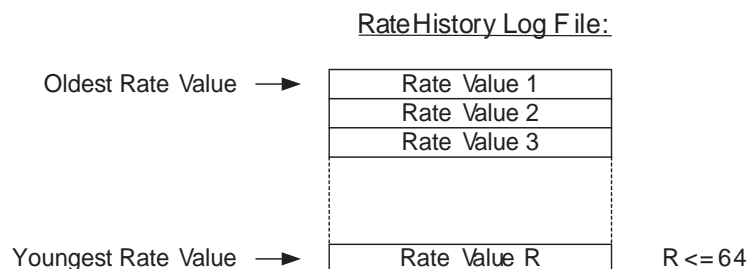 RateHistory Log File:
Oldest Rate Value
Rate Value 1
Rate Value 2
Rate Value 3
Youngest Rate Value
Rate Value R
R<=64